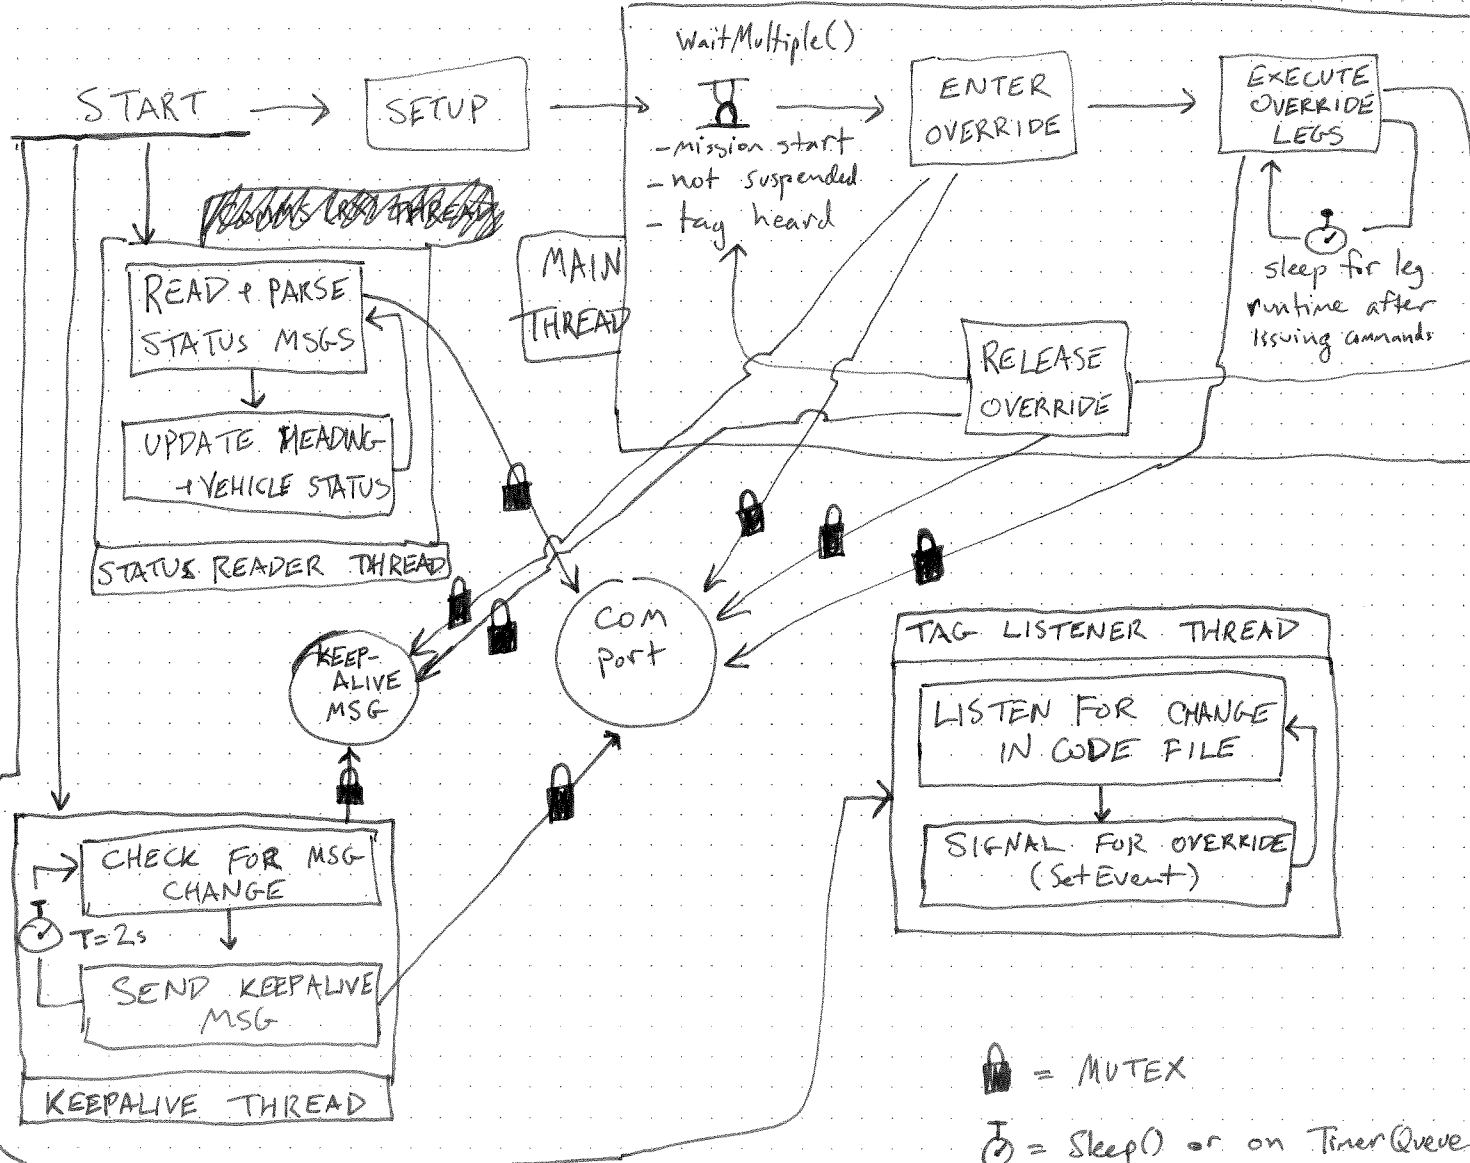 START
SETUP
WaitMultiple()
- mission start
- not suspended
- tag heard
ENTER
OVERRIDE
EXECUTE
OVERRIDE
LEGS
sleep for leg
runtime after
issuing commands
MAIN
THREAD
RELEASE
OVERRIDE
COMMS RX THREAD
READ + PARSE
STATUS MSGS
UPDATE HEADING
+ VEHICLE STATUS
STATUS READER THREAD
KEEP-
ALIVE
MSG
COM
port
TAG LISTENER THREAD
LISTEN FOR CHANGE
IN CODE FILE
SIGNAL FOR OVERRIDE
(SetEvent)
CHECK FOR MSG
CHANGE
T=2s
SEND KEEPALIVE
MSG
KEEPALIVE THREAD
= MUTEX
= Sleep() or on TimerQueue